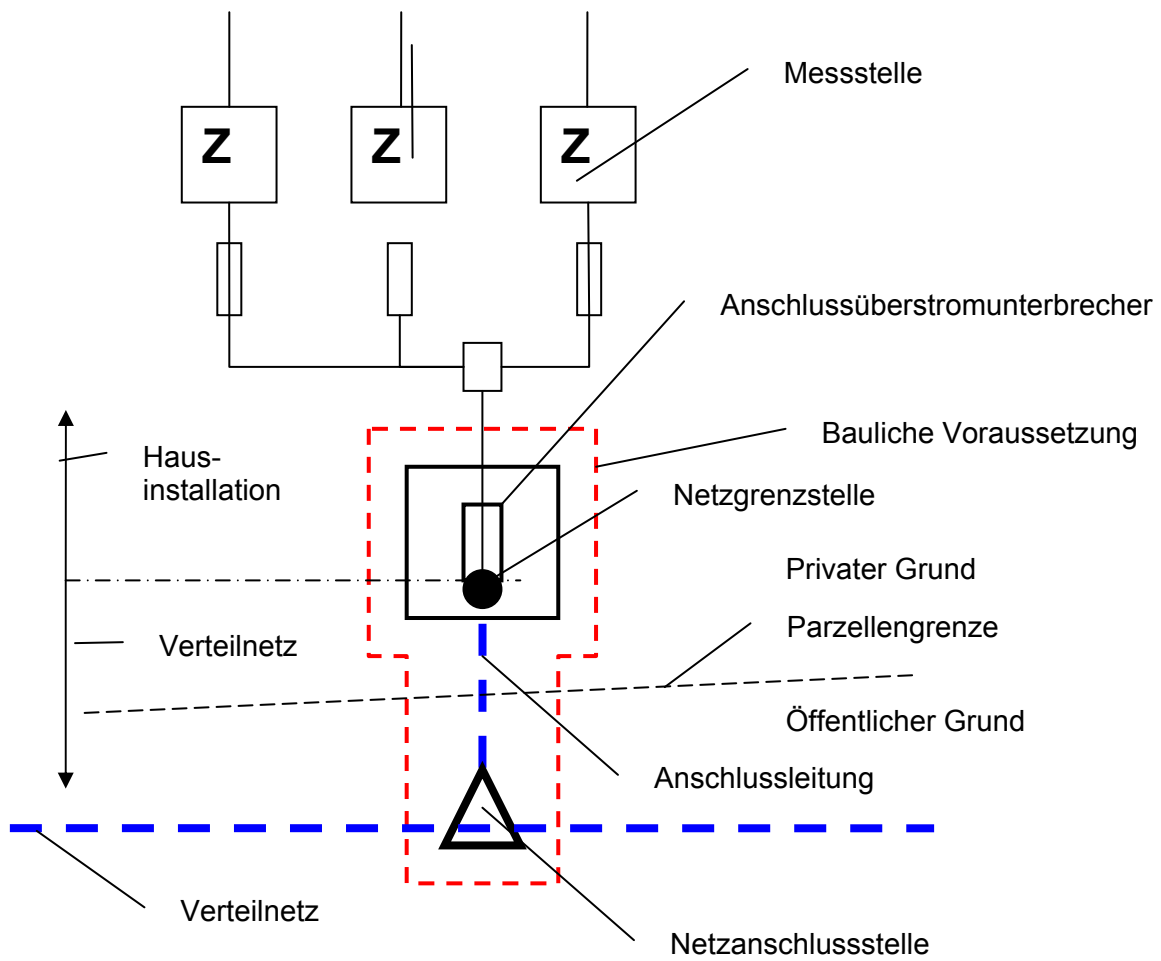 Messstelle
Z Z Z
Anschlussüberstromunterbrecher
Bauliche Voraussetzung
Haus-
installation
Netzgrenzstelle
Privater Grund
Parzellengrenze
Verteilnetz
Öffentlicher Grund
Anschlussleitung
Verteilnetz
Netzanschlussstelle